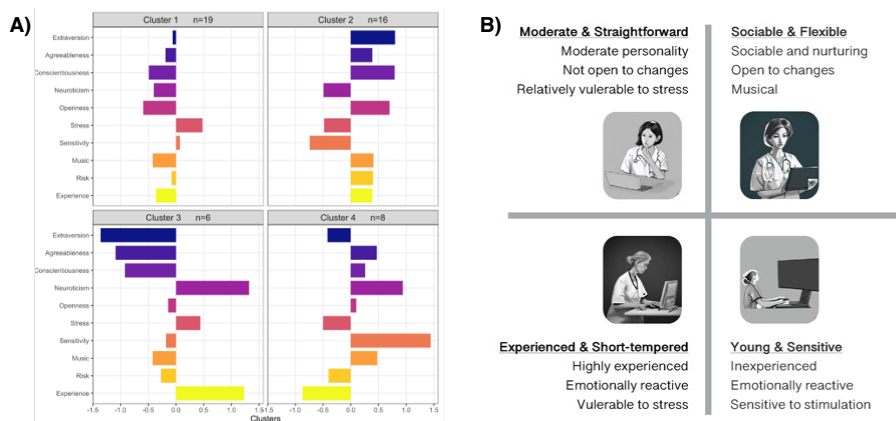 A)
Cluster 1 n=19
Cluster 2 n=16
Extraversion
Agreeableness
Conscientiousness
Neuroticism
Openness
Stress
Sensitivity
Music
Risk
Experience
Cluster 3 n=6
Cluster 4 n=8
Extraversion
Agreeableness
Conscientiousness
Neuroticism
Openness
Stress
Sensitivity
Music
Risk
Experience
-1.5 -1.0 -0.5 0.0 0.5 1.0 1.5 -1.5 -1.0 -0.5 0.0 0.5 1.0 1.5
Clusters
B)
Moderate & Straightforward
Moderate personality
Not open to changes
Relatively vulerable to stress
Sociable & Flexible
Sociable and nurturing
Open to changes
Musical
Experienced & Short-tempered
Highly experienced
Emotionally reactive
Vulerable to stress
Young & Sensitive
Inexperienced
Emotionally reactive
Sensitive to stimulation